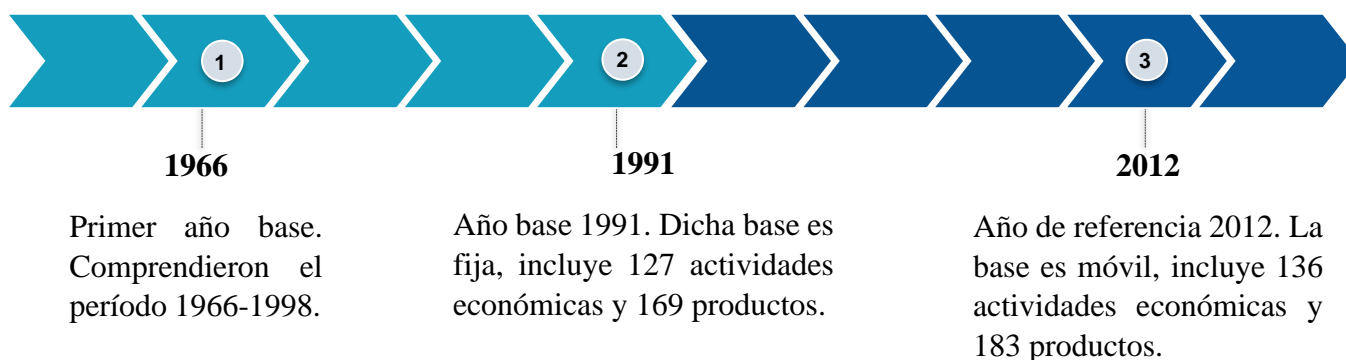 1
2
3
1966
Primer año base.
Comprendieron el
período 1966-1998.
1991
Año base 1991. Dicha base es
fija, incluye 127 actividades
económicas y 169 productos.
2012
Año de referencia 2012. La
base es móvil, incluye 136
actividades económicas y
183 productos.